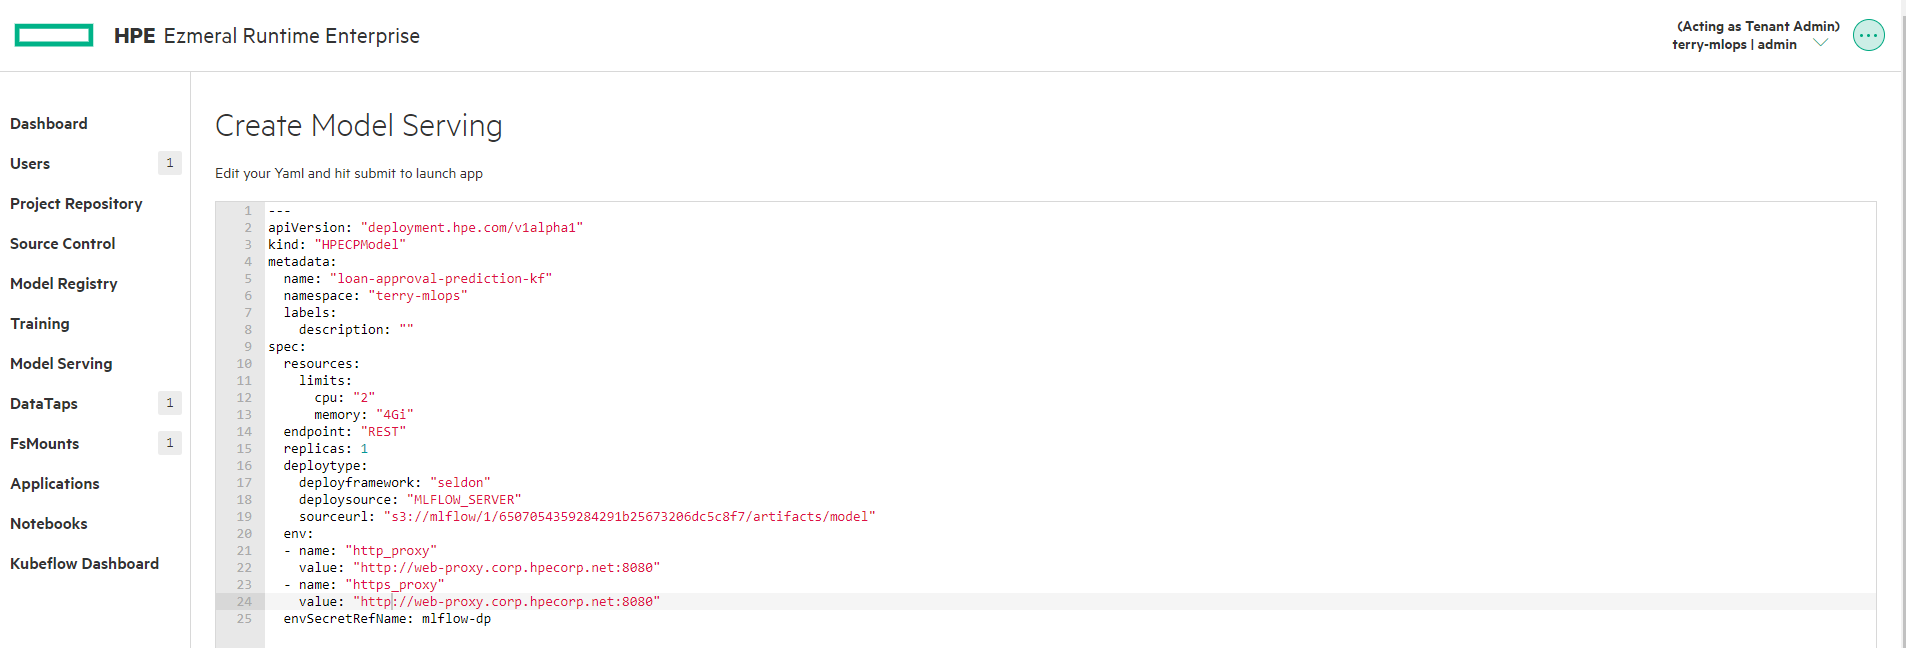 HPE Ezmeral Runtime Enterprise
(Acting as Tenant Admin)
terry-mlops | admin
Dashboard
Users 1
Project Repository
Source Control
Model Registry
Training
Model Serving
DataTaps 1
FsMounts 1
Applications
Notebooks
Kubeflow Dashboard
Create Model Serving
Edit your Yaml and hit submit to launch app
1 ---
2 apiVersion: "deployment.hpe.com/v1alpha1"
3 kind: "HPECPModel"
4 metadata:
5   name: "loan-approval-prediction-kf"
6   namespace: "terry-mlops"
7   labels:
8     description: ""
9 spec:
10   resources:
11     limits:
12       cpu: "2"
13       memory: "4Gi"
14   endpoint: "REST"
15   replicas: 1
16   deploytype:
17     deployframework: "seldon"
18     deploysource: "MLFLOW_SERVER"
19     sourceurl: "s3://mlflow/1/6507054359284291b25673206dc5c8f7/artifacts/model"
20   env:
21   - name: "http_proxy"
22     value: "http://web-proxy.corp.hpecorp.net:8080"
23   - name: "https_proxy"
24     value: "http://web-proxy.corp.hpecorp.net:8080"
25   envSecretRefName: mlflow-dp